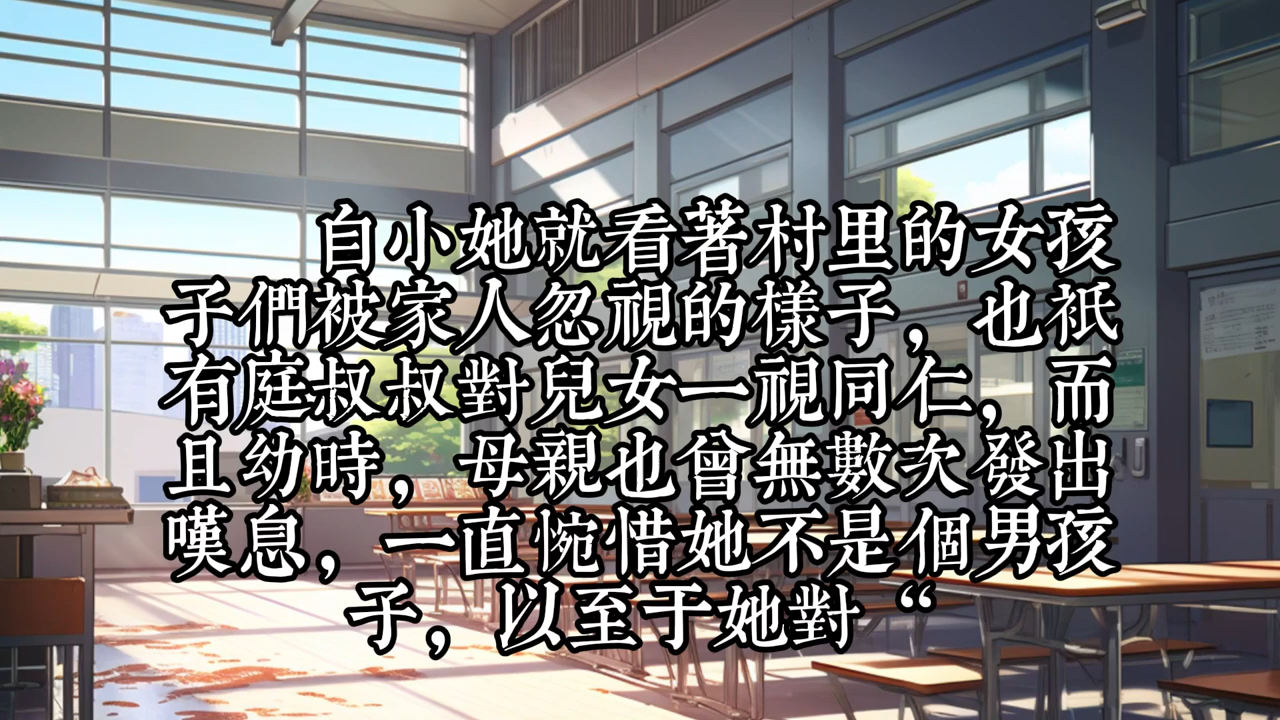 自小她就看著村里的女孩
子們被家人忽視的樣子，也衹
有庭叔叔對兒女一視同仁，而
且幼時，母親也曾無數次發出
嘆息，一直惋惜她不是個男孩
子，以至于她對“